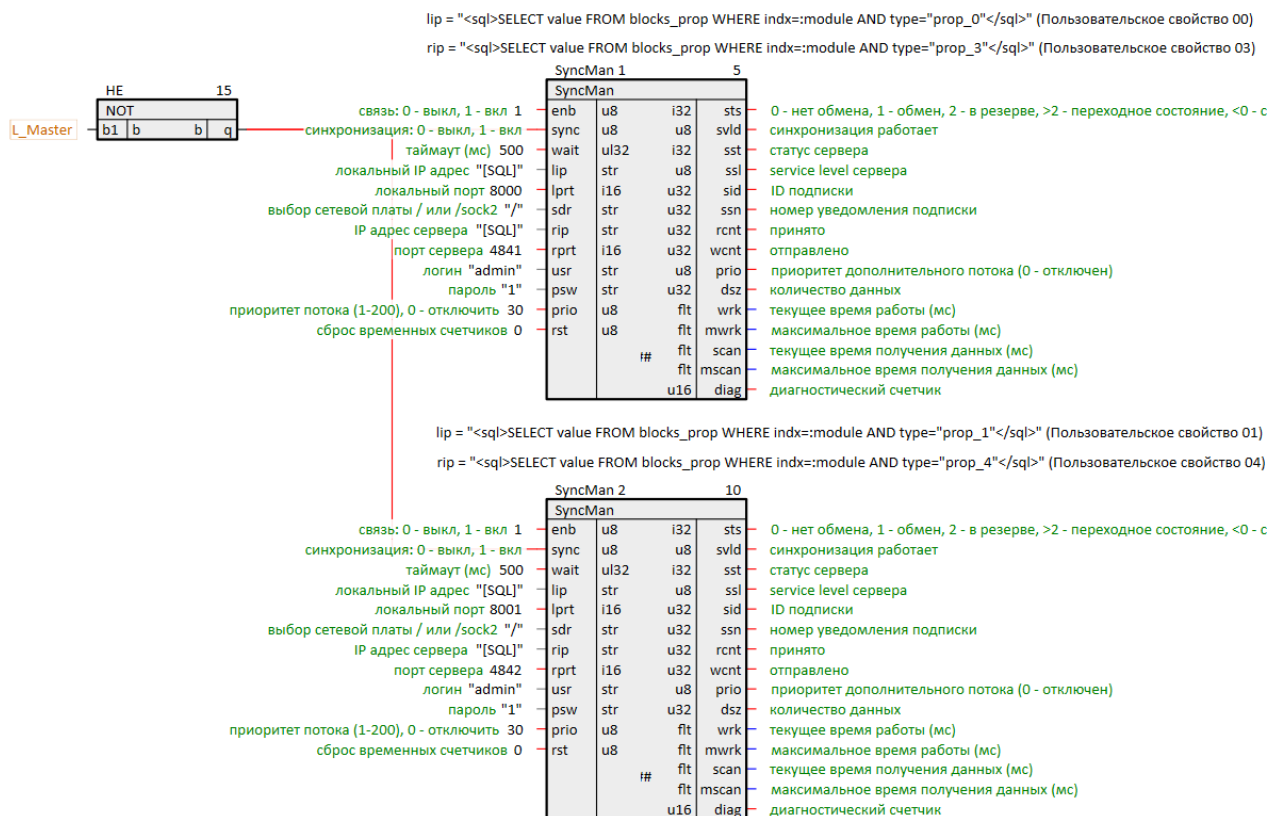 lip = "<sql>SELECT value FROM blocks_prop WHERE indx=:module AND type="prop_0"</sql>" (Пользовательское свойство 00)
rip = "<sql>SELECT value FROM blocks_prop WHERE indx=:module AND type="prop_3"</sql>" (Пользовательское свойство 03)
SyncMan 1 5
НЕ 15
SyncMan
NOT
связь: 0 - выкл, 1 - вкл 1 enb u8 i32 sts 0 - нет обмена, 1 - обмен, 2 - в резерве, >2 - переходное состояние, <0 - с
L_Master b1 b b q синхронизация: 0 - выкл, 1 - вкл sync u8 u8 svld синхронизация работает
таймаут (мс) 500 wait ul32 i32 sst статус сервера
локальный IP адрес "[SQL]" lip str u8 ssl service level сервера
локальный порт 8000 lprt i16 u32 sid ID подписки
выбор сетевой платы / или /sock2 "/" sdr str u32 ssn номер уведомления подписки
IP адрес сервера "[SQL]" rip str u32 rcnt принято
порт сервера 4841 rprt i16 u32 wcnt отправлено
логин "admin" usr str u8 prio приоритет дополнительного потока (0 - отключен)
пароль "1" psw str u32 dsz количество данных
приоритет потока (1-200), 0 - отключить 30 prio u8 flt wrk текущее время работы (мс)
сброс временных счетчиков 0 rst u8 flt mwrk максимальное время работы (мс)
flt scan текущее время получения данных (мс)
!#
flt mscan максимальное время получения данных (мс)
u16 diag диагностический счетчик
lip = "<sql>SELECT value FROM blocks_prop WHERE indx=:module AND type="prop_1"</sql>" (Пользовательское свойство 01)
rip = "<sql>SELECT value FROM blocks_prop WHERE indx=:module AND type="prop_4"</sql>" (Пользовательское свойство 04)
SyncMan 2 10
SyncMan
связь: 0 - выкл, 1 - вкл 1 enb u8 i32 sts 0 - нет обмена, 1 - обмен, 2 - в резерве, >2 - переходное состояние, <0 - с
синхронизация: 0 - выкл, 1 - вкл sync u8 u8 svld синхронизация работает
таймаут (мс) 500 wait ul32 i32 sst статус сервера
локальный IP адрес "[SQL]" lip str u8 ssl service level сервера
локальный порт 8001 lprt i16 u32 sid ID подписки
выбор сетевой платы / или /sock2 "/" sdr str u32 ssn номер уведомления подписки
IP адрес сервера "[SQL]" rip str u32 rcnt принято
порт сервера 4842 rprt i16 u32 wcnt отправлено
логин "admin" usr str u8 prio приоритет дополнительного потока (0 - отключен)
пароль "1" psw str u32 dsz количество данных
приоритет потока (1-200), 0 - отключить 30 prio u8 flt wrk текущее время работы (мс)
сброс временных счетчиков 0 rst u8 flt mwrk максимальное время работы (мс)
flt scan текущее время получения данных (мс)
!#
flt mscan максимальное время получения данных (мс)
u16 diag диагностический счетчик